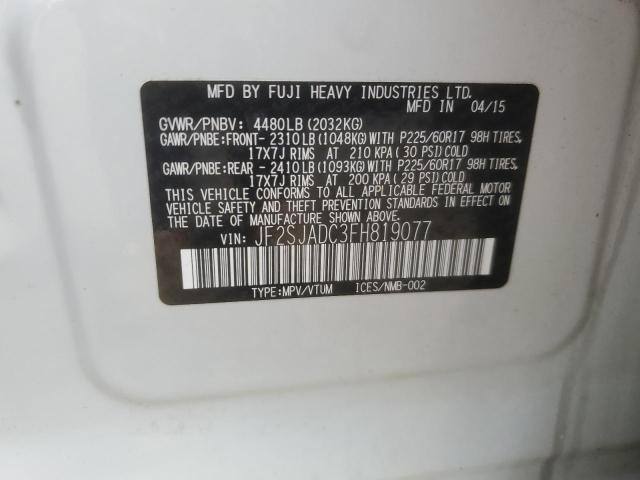 MFD BY FUJI HEAVY INDUSTRIES LTD.
MFD IN 04/15
GVWR/PNBV: 4480LB (2032KG)
GAWR/PNBE:FRONT- 2310LB (1048KG) WITH P225/60R17 98H TIRES,
17X7J RIMS AT 210 KPA ( 30 PSI) COLD
GAWR/PNBE:REAR - 2410LB (1093KG) WITH P225/60R17 98H TIRES,
17X7J RIMS AT 200 KPA ( 29 PSI) COLD
THIS VEHICLE CONFORMS TO ALL APPLICABLE FEDERAL MOTOR
VEHICLE SAFETY AND THEFT PREVENTION STANDARDS IN EFFECT
ON THE DATE OF MANUFACTURE SHOWN ABOVE.
VIN: JF2SJADC3FH819077
TYPE:MPV/VTUM ICES/NMB-002